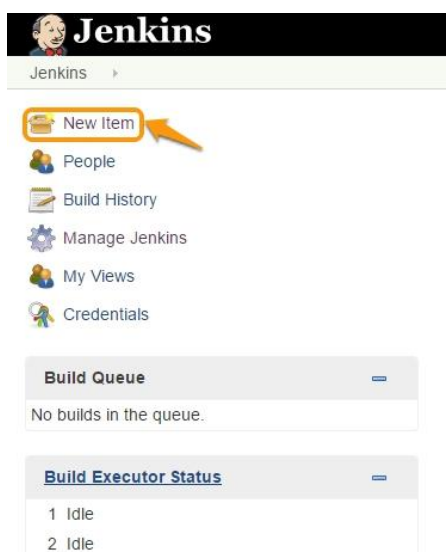 Jenkins
Jenkins
New Item
People
Build History
Manage Jenkins
My Views
Credentials
Build Queue
No builds in the queue.
Build Executor Status
1 Idle
2 Idle